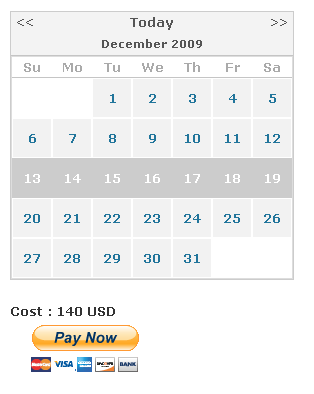 << Today >>
December 2009
Su Mo Tu We Th Fr Sa
1 2 3 4 5
6 7 8 9 10 11 12
13 14 15 16 17 18 19
20 21 22 23 24 25 26
27 28 29 30 31
Cost : 140 USD
Pay Now
VISA DISCOVER BANK